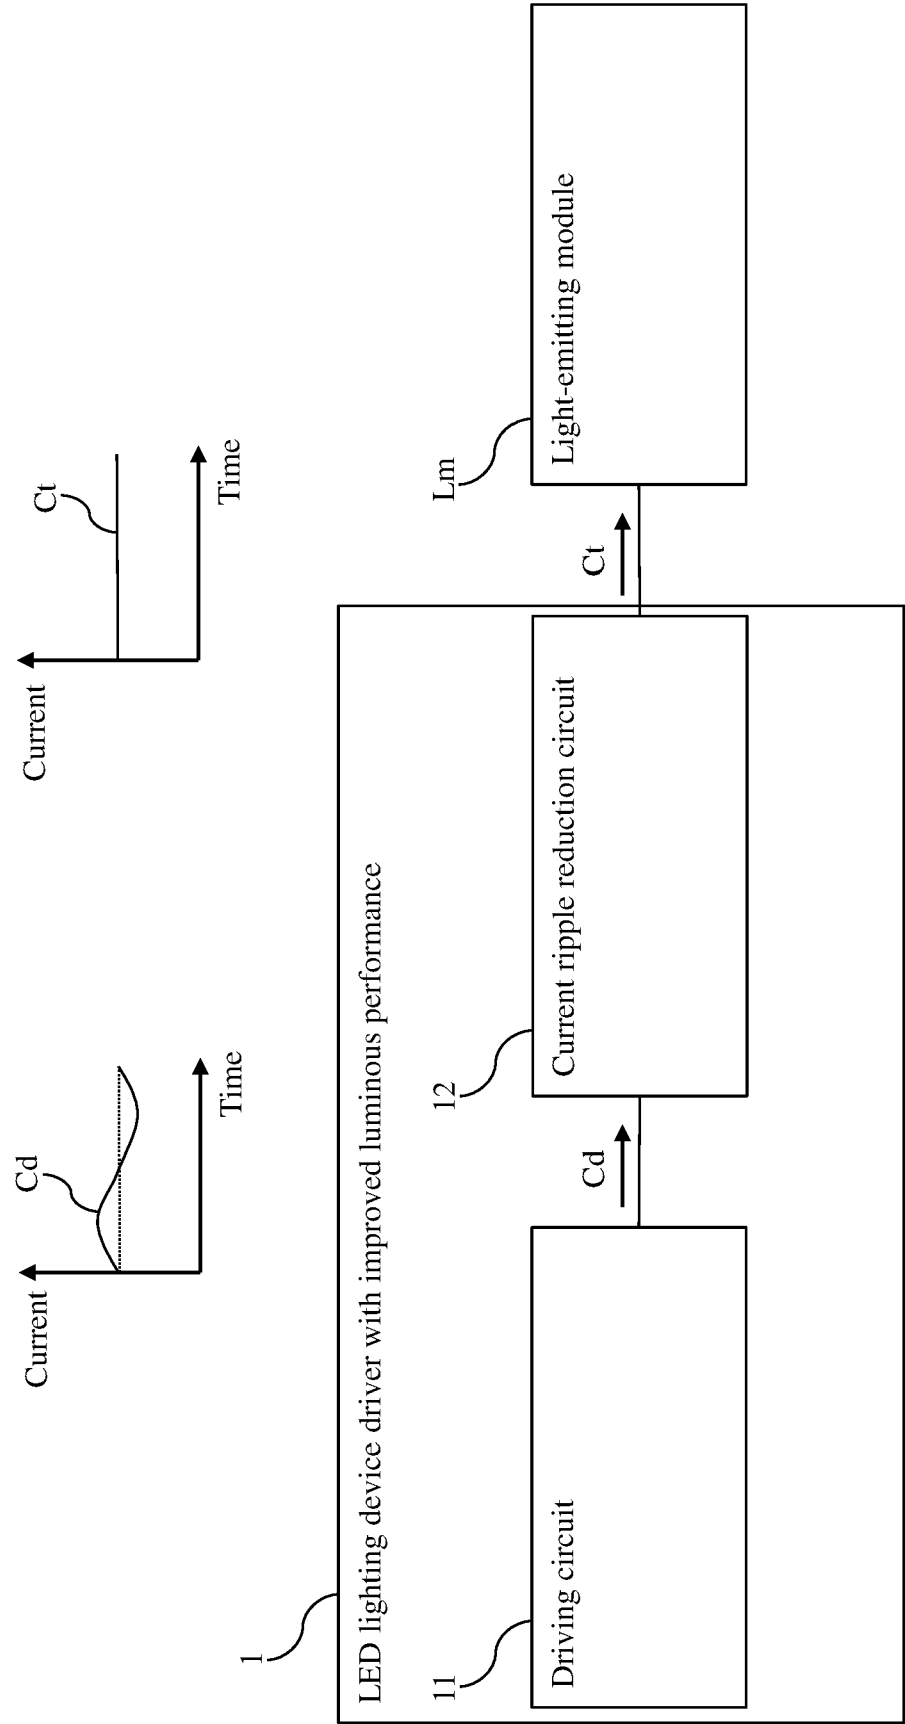 Current
Cd
Time
Current
Ct
Time
1
LED lighting device driver with improved luminous performance
11
Driving circuit
Cd
12
Current ripple reduction circuit
Ct
Lm
Light-emitting module